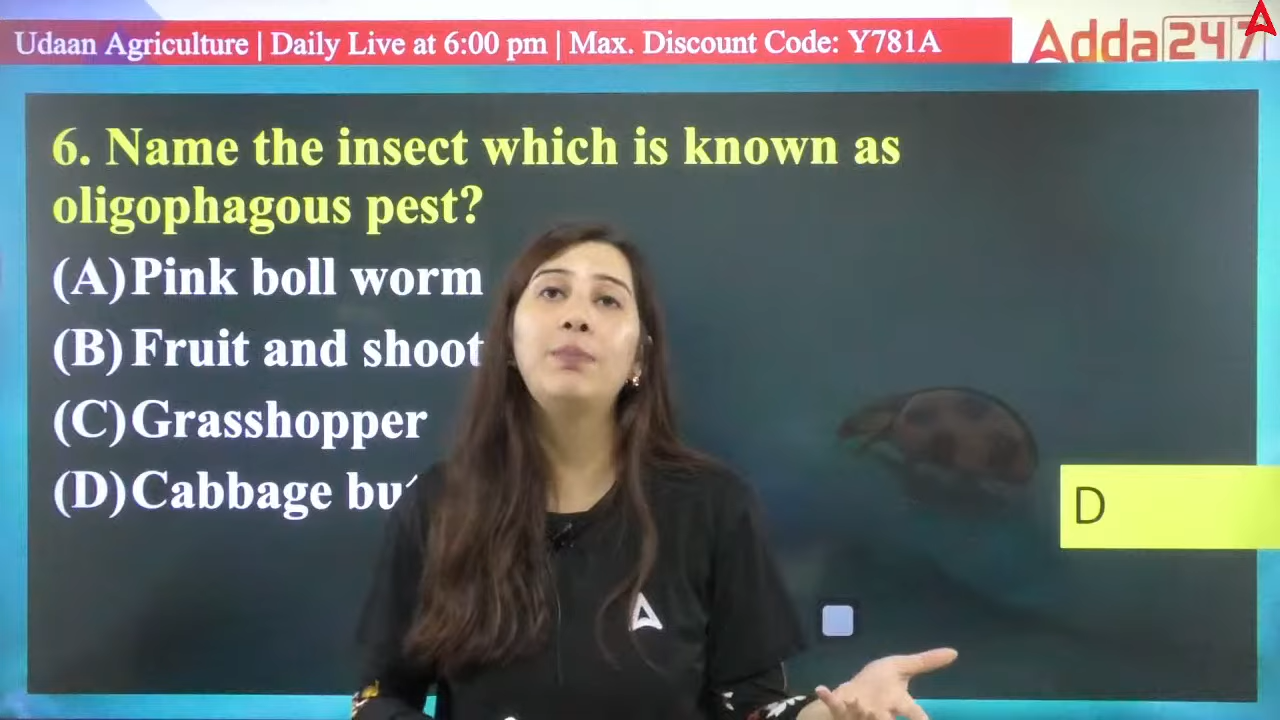 Udaan Agriculture | Daily Live at 6:00 pm | Max. Discount Code: Y781A
Adda247
6. Name the insect which is known as
oligophagous pest?
(A) Pink boll worm
(B) Fruit and shoot
(C) Grasshopper
(D) Cabbage
D